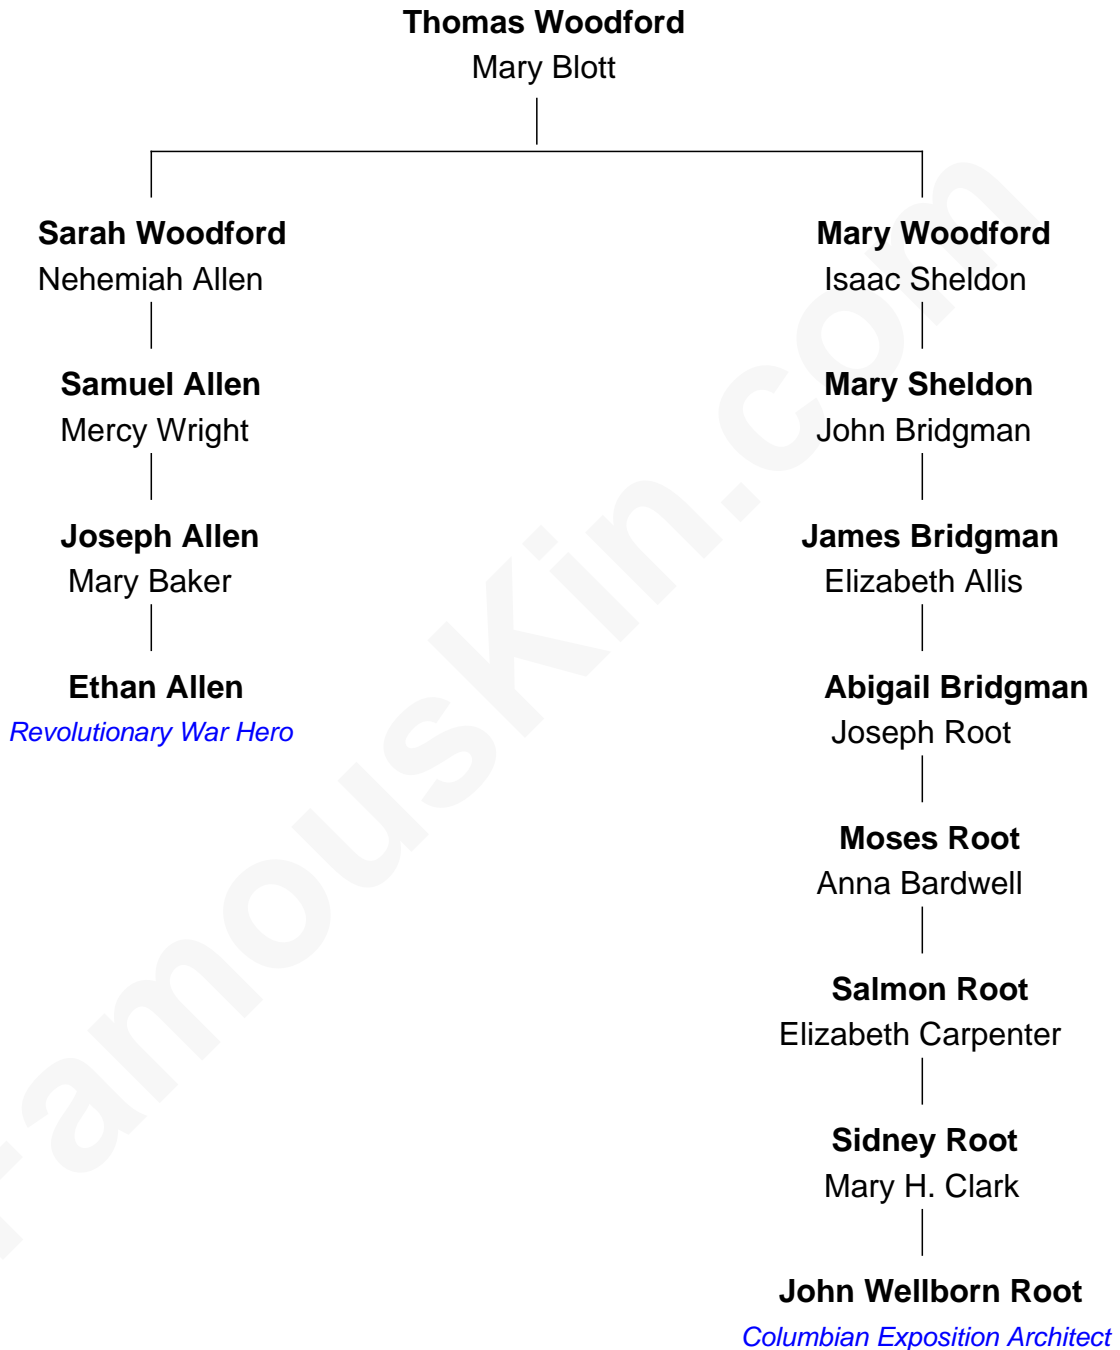 Thomas Woodford
Mary Blott
Sarah Woodford
Nehemiah Allen
Samuel Allen
Mercy Wright
Joseph Allen
Mary Baker
Ethan Allen
Revolutionary War Hero
Mary Woodford
Isaac Sheldon
Mary Sheldon
John Bridgman
James Bridgman
Elizabeth Allis
Abigail Bridgman
Joseph Root
Moses Root
Anna Bardwell
Salmon Root
Elizabeth Carpenter
Sidney Root
Mary H. Clark
John Wellborn Root
Columbian Exposition Architect
FamousKin.com